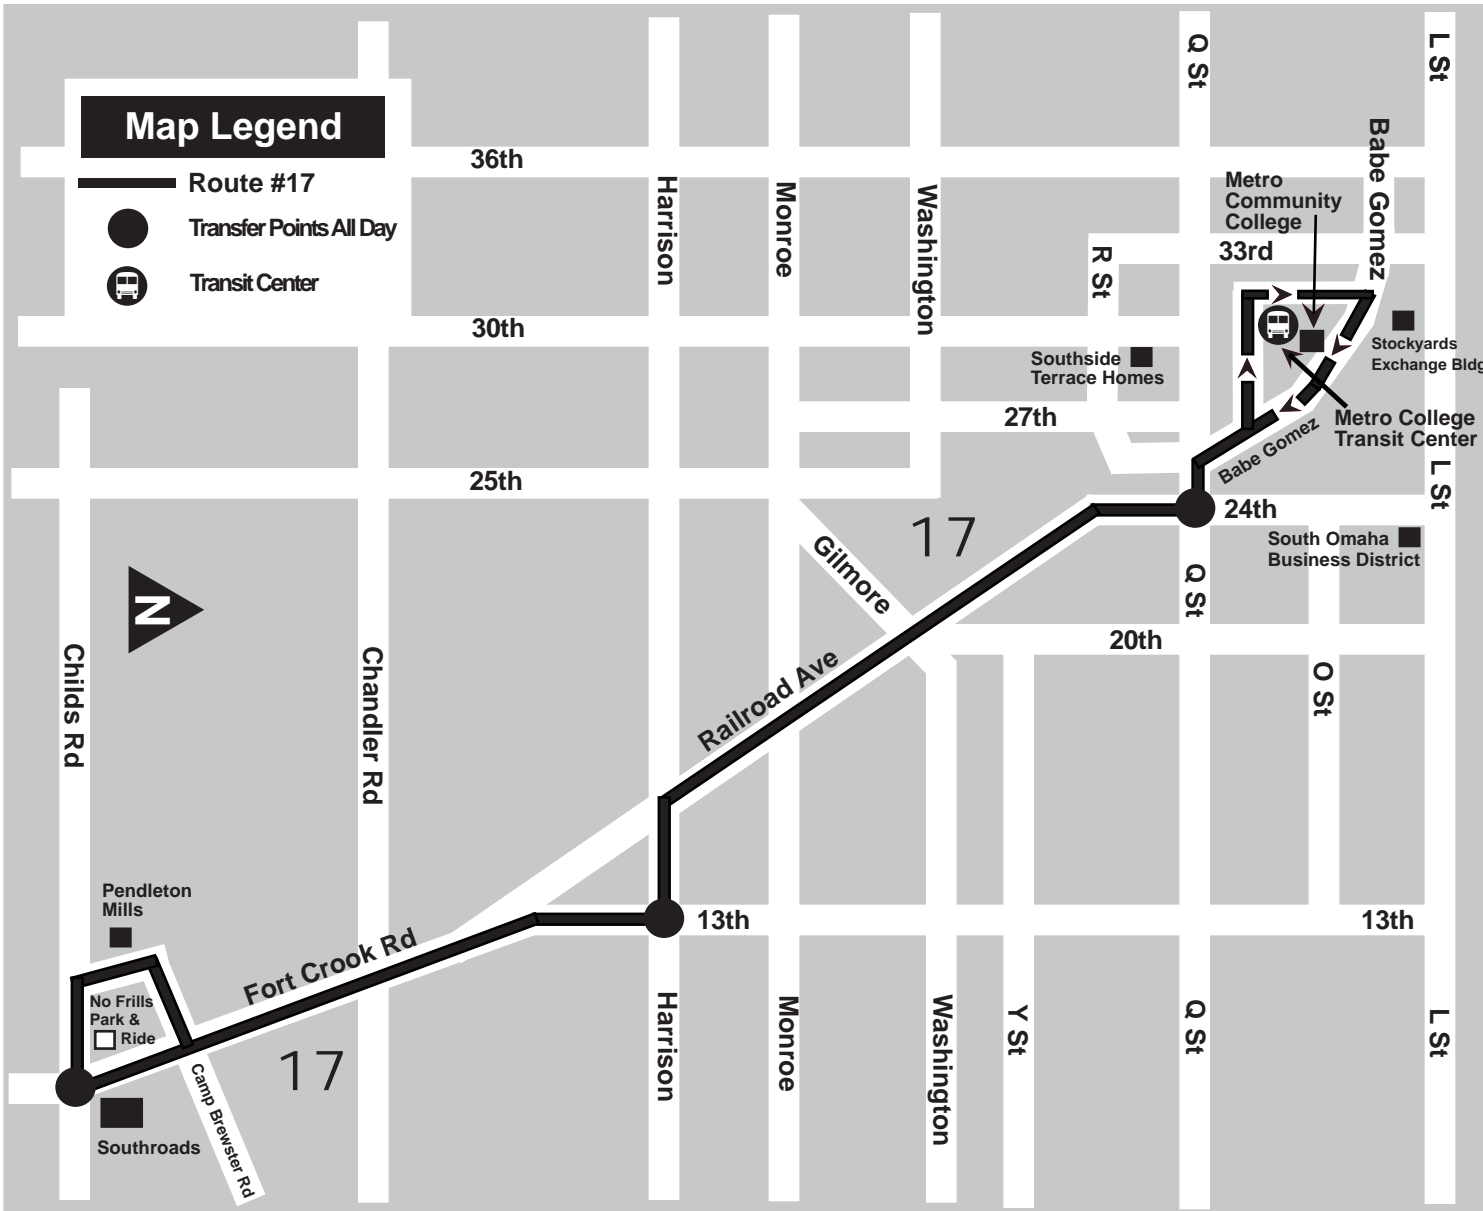 Map Legend
Route #17
Transfer Points All Day
Transit Center
36th
Harrison
Monroe
Washington
Q St
L St
Babe Gomez
Metro
Community
College
33rd
R St
30th
Southside
Terrace Homes
Stockyards
Exchange Bldg
27th
Metro College
Transit Center
Babe Gomez
25th
L St
24th
17
Gilmore
South Omaha
Business District
Q St
N
20th
Childs Rd
Chandler Rd
Railroad Ave
O St
Pendleton
Mills
13th
13th
Fort Crook Rd
No Frills
Park &
Ride
17
Camp Brewster Rd
Southroads
Harrison
Monroe
Washington
Y St
Q St
L St